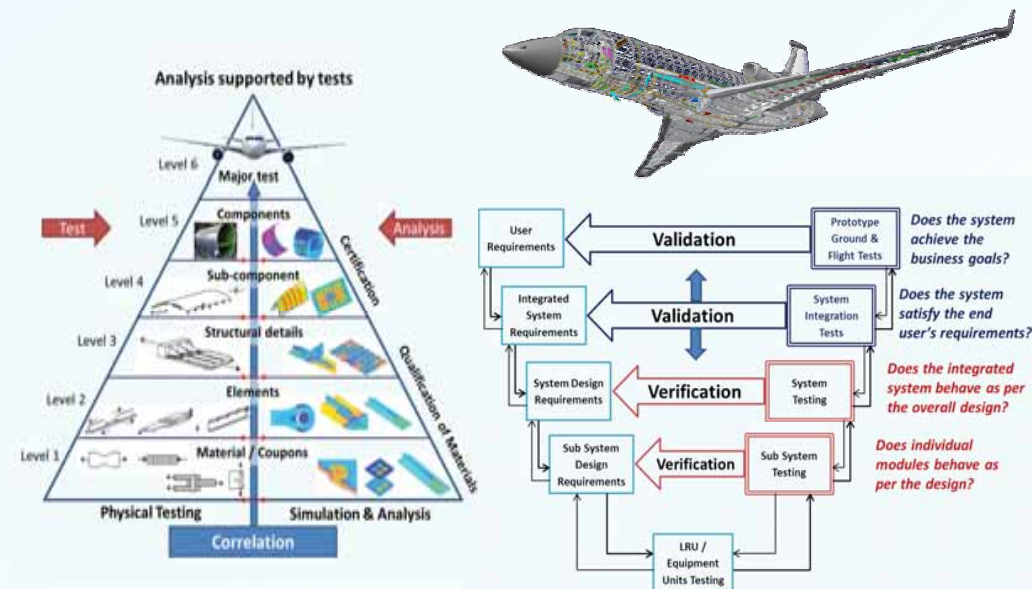 Analysis supported by tests
Level 6
Major test
Test
Level 5
Components
Analysis
Certification
Level 4
Sub-component
Level 3
Structural details
Qualification of Materials
Level 2
Elements
Level 1
Material / Coupons
Physical Testing
Simulation & Analysis
Correlation
User
Requirements
Validation
Prototype
Ground &
Flight Tests
Does the system
achieve the
business goals?
Integrated
System
Requirements
Validation
System
Integration
Tests
Does the system
satisfy the end
user's requirements?
System Design
Requirements
Verification
System
Testing
Does the integrated
system behave as per
the overall design?
Sub System
Design
Requirements
Verification
Sub System
Testing
Does individual
modules behave as
per the design?
LRU /
Equipment
Units Testing